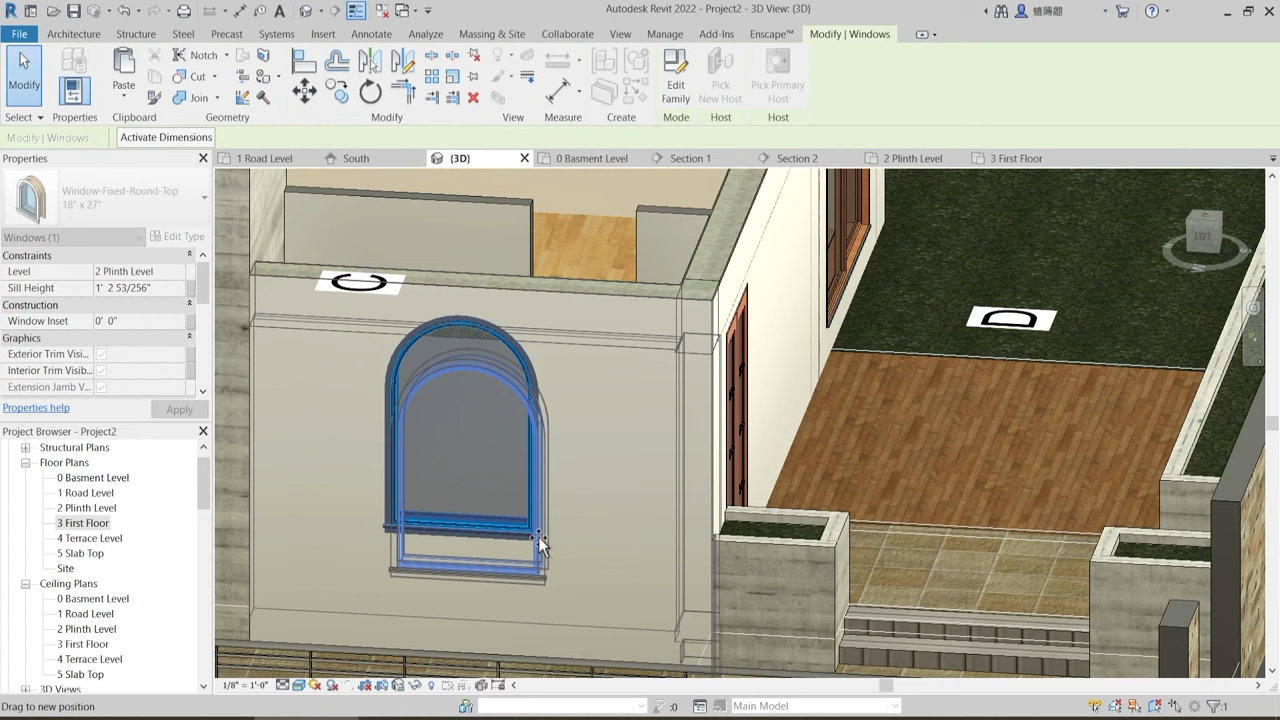 Autodesk Revit 2022 - 3D View: {3D} - Project2
File Architecture Structure Steel Precast Systems Insert Annotate Analyze Massing & Site Collaborate View Manage Add-Ins Enscape™ Modify | Windows
Modify Paste Notch Cut Join Edit Family Pick New Host Pick Primary Host
Select Properties Clipboard Geometry Modify View Measure Create Mode Host Host
Modify | Windows Activate Dimensions
Properties
1 Road Level South {3D} 0 Basment Level Section 1 Section 2 2 Plinth Level 3 First Floor
Window-Fixed-Round-Top
18" x 27"
Windows (1) Edit Type
Constraints
Level 2 Plinth Level
Sill Height 1' 2 53/256"
Construction
Window Inset 0' 0"
Graphics
Exterior Trim Visi...
Interior Trim Visib...
Extension Jamb V...
Properties help Apply
Project Browser - Project2
Structural Plans
Floor Plans
0 Basment Level
1 Road Level
2 Plinth Level
3 First Floor
4 Terrace Level
5 Slab Top
Site
Ceiling Plans
0 Basment Level
1 Road Level
2 Plinth Level
3 First Floor
4 Terrace Level
5 Slab Top
3D Views
C
D
LEFT
1/8" = 1'-0"
Drag to new position :0 Main Model :1